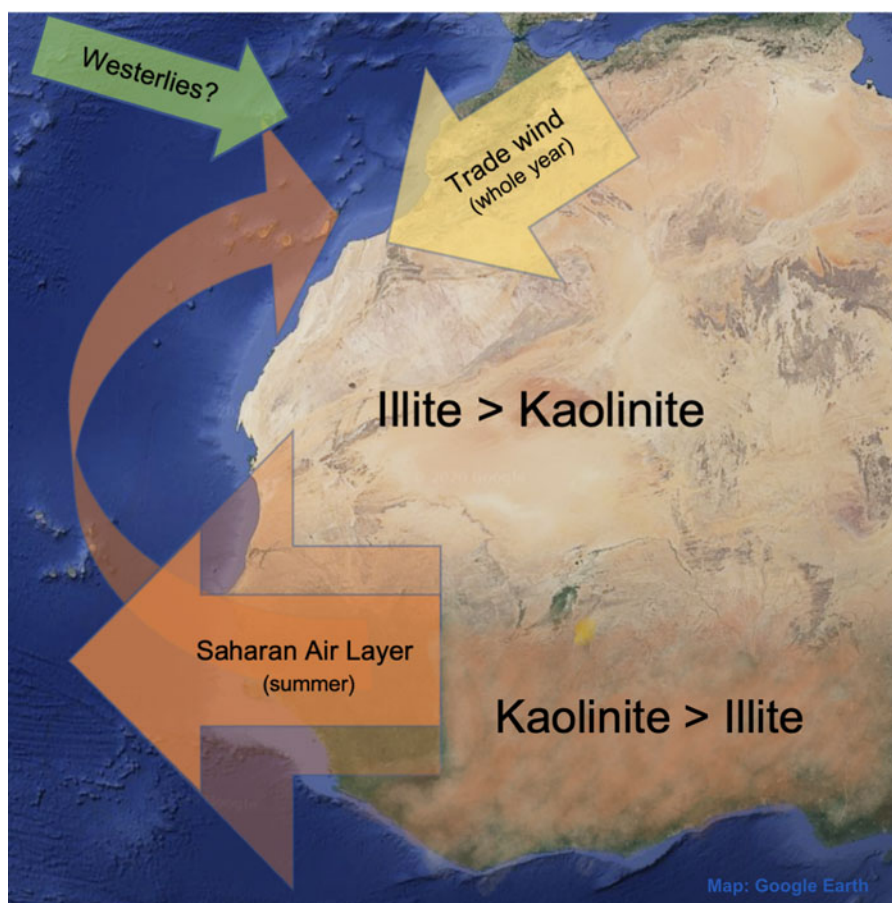 Westerlies?
Trade wind
(whole year)
Illite > Kaolinite
Saharan Air Layer
(summer)
Kaolinite > Illite
Map: Google Earth